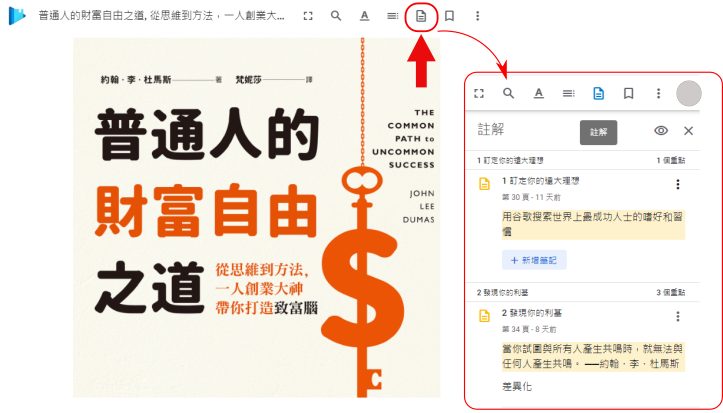 普通人的財富自由之道, 從思維到方法，一人創業大...
約翰・李・杜馬斯 著 梵妮莎 譯
普通人的
財富自由
之道
從思維到方法,
一人創業大神
帶你打造致富腦
THE
COMMON
PATH to
UNCOMMON
SUCCESS
JOHN
LEE
DUMAS
註解
註解
1 訂定你的遠大理想 1 個重點
1 訂定你的遠大理想
第 30 頁 - 11 天前
用谷歌搜索世界上最成功人士的嗜好和習
慣
+ 新增筆記
2 發現你的利基 3 個重點
2 發現你的利基
第 34 頁 - 8 天前
當你試圖與所有人產生共鳴時，就無法與
任何人產生共鳴。 ──約翰．李．杜馬斯
差異化